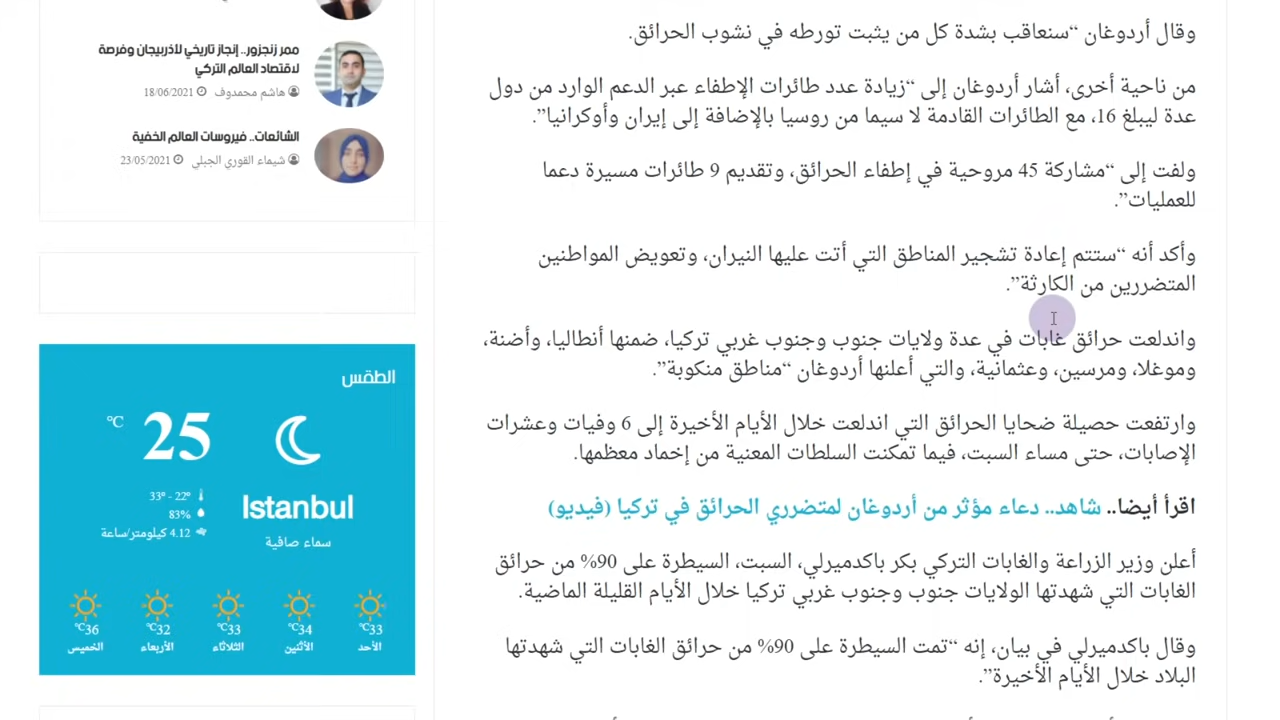 وقال أردوغان “سنعاقب بشدة كل من يثبت تورطه في نشوب الحرائق.
من ناحية أخرى، أشار أردوغان إلى “زيادة عدد طائرات الإطفاء عبر الدعم الوارد من دول
عدة ليبلغ 16، مع الطائرات القادمة لا سيما من روسيا بالإضافة إلى إيران وأوكرانيا”.
ولفت إلى “مشاركة 45 مروحية في إطفاء الحرائق، وتقديم 9 طائرات مسيرة دعما
للعمليات”.
وأكد أنه “ستتم إعادة تشجير المناطق التي أتت عليها النيران، وتعويض المواطنين
المتضررين من الكارثة”.
واندلعت حرائق غابات في عدة ولايات جنوب وجنوب غربي تركيا، ضمنها أنطاليا، وأضنة،
وموغلا، ومرسين، وعثمانية، والتي أعلنها أردوغان “مناطق منكوبة”.
وارتفعت حصيلة ضحايا الحرائق التي اندلعت خلال الأيام الأخيرة إلى 6 وفيات وعشرات
الإصابات، حتى مساء السبت، فيما تمكنت السلطات المعنية من إخماد معظمها.
اقرأ أيضا.. شاهد.. دعاء مؤثر من أردوغان لمتضرري الحرائق في تركيا (فيديو)
أعلن وزير الزراعة والغابات التركي بكر باكدميرلي، السبت، السيطرة على 90% من حرائق
الغابات التي شهدتها الولايات جنوب وجنوب غربي تركيا خلال الأيام القليلة الماضية.
وقال باكدميرلي في بيان، إنه “تمت السيطرة على 90% من حرائق الغابات التي شهدتها
البلاد خلال الأيام الأخيرة”.
ممر زنجزور.. إنجاز تاريخي لأذربيجان وفرصة
لاقتصاد العالم التركي
هاشم محمدوف 18/06/2021
الشائعات.. فيروسات العالم الخفية
شيماء القوري الجبلي 23/05/2021
الطقس
25 °C
Istanbul
سماء صافية
33º - 22º
83%
4.12 كيلومتر/ساعة
33°C 34°C 33°C 32°C 36°C
الأحد الأثنين الثلاثاء الأربعاء الخميس